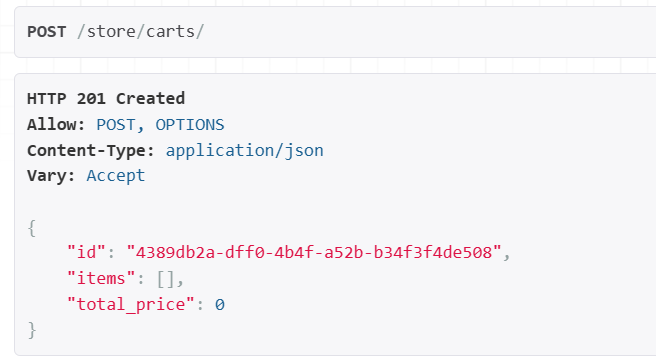 POST /store/carts/
HTTP 201 Created
Allow: POST, OPTIONS
Content-Type: application/json
Vary: Accept
{
    "id": "4389db2a-dff0-4b4f-a52b-b34f3f4de508",
    "items": [],
    "total_price": 0
}